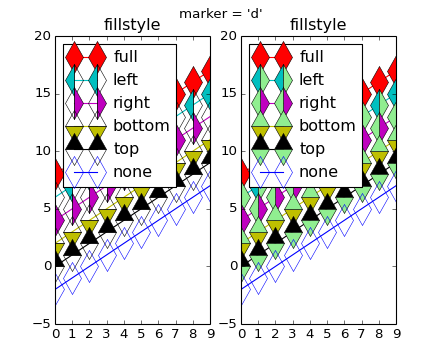 marker = 'd'
fillstyle
20
15
10
5
0
−5
0 1 2 3 4 5 6 7 8 9
full
left
right
bottom
top
none
fillstyle
20
15
10
5
0
−5
0 1 2 3 4 5 6 7 8 9
full
left
right
bottom
top
none